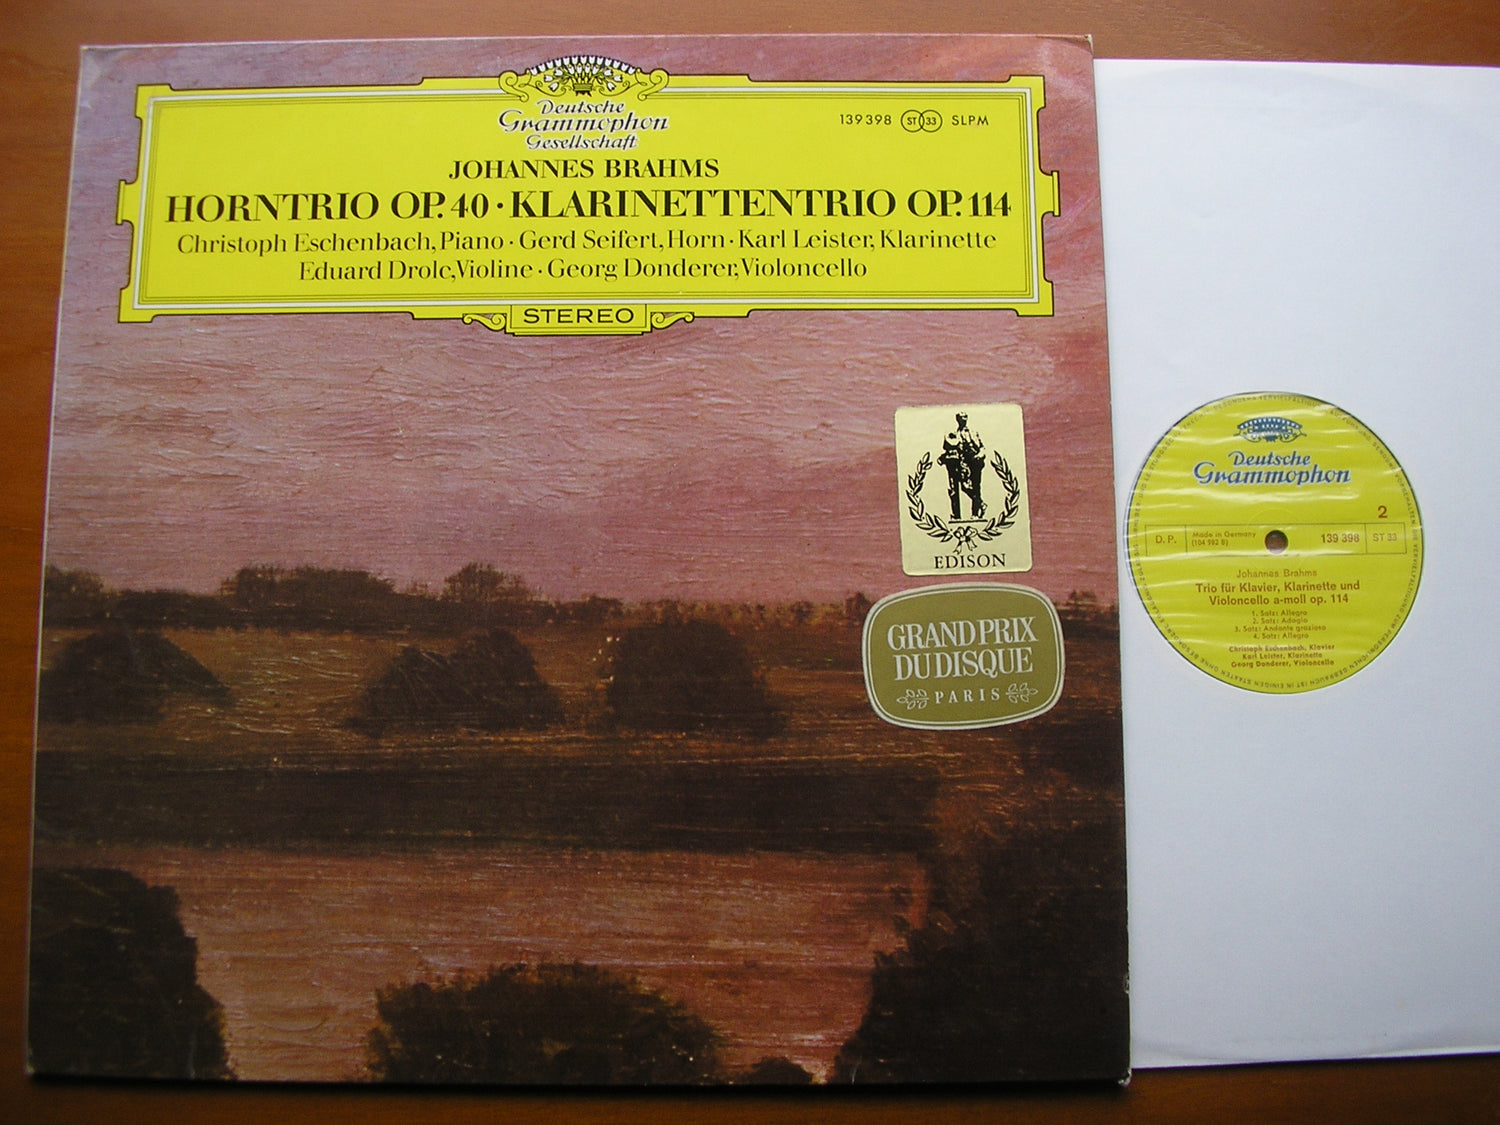 Deutsche
Grammophon
Gesellschaft
139 398 ST 33 SLPM
JOHANNES BRAHMS
HORNTRIO OP. 40 · KLARINETTENTRIO OP. 114
Christoph Eschenbach, Piano · Gerd Seifert, Horn · Karl Leister, Klarinette
Eduard Drolc, Violine · Georg Donderer, Violoncello
STEREO
EDISON
GRAND PRIX
DU DISQUE
PARIS
Deutsche
Grammophon
2
D. P. Made in Germany 139 398 ST 33
(104 982 B)
Johannes Brahms
Trio für Klavier, Klarinette und
Violoncello a-moll op. 114
1. Satz: Allegro
2. Satz: Adagio
3. Satz: Andante grazioso
4. Satz: Allegro
Christoph Eschenbach, Klavier
Karl Leister, Klarinette
Georg Donderer, Violoncello